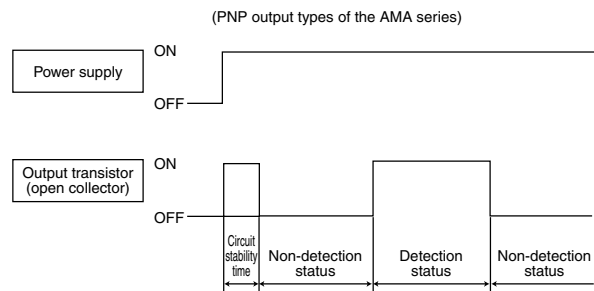 (PNP output types of the AMA series)
ON
Power supply
OFF
ON
Output transistor
(open collector)
OFF
Circuit
stability
time
Non-detection
status
Detection
status
Non-detection
status